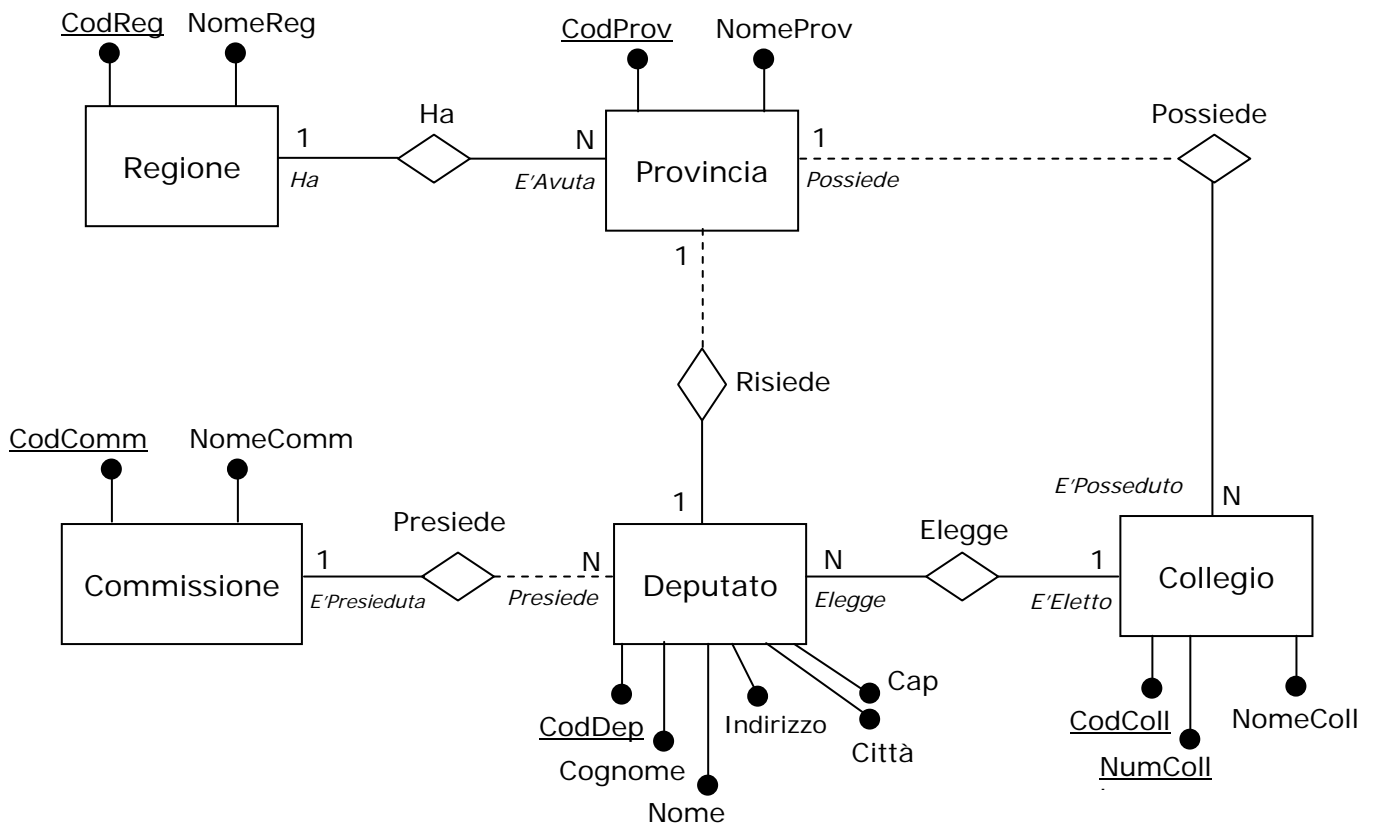 CodReg NomeReg
CodProv NomeProv
Ha
Possiede
1
N
1
Regione
Provincia
Ha
E'Avuta
Possiede
1
Risiede
CodComm NomeComm
1
E'Posseduto N
Presiede
Elegge
1
N
N
1
Commissione
Deputato
Collegio
E'Presieduta
Presiede
Elegge
E'Eletto
Cap
CodDep
Indirizzo
CodColl
NomeColl
Cognome
Città
NumColl
Nome